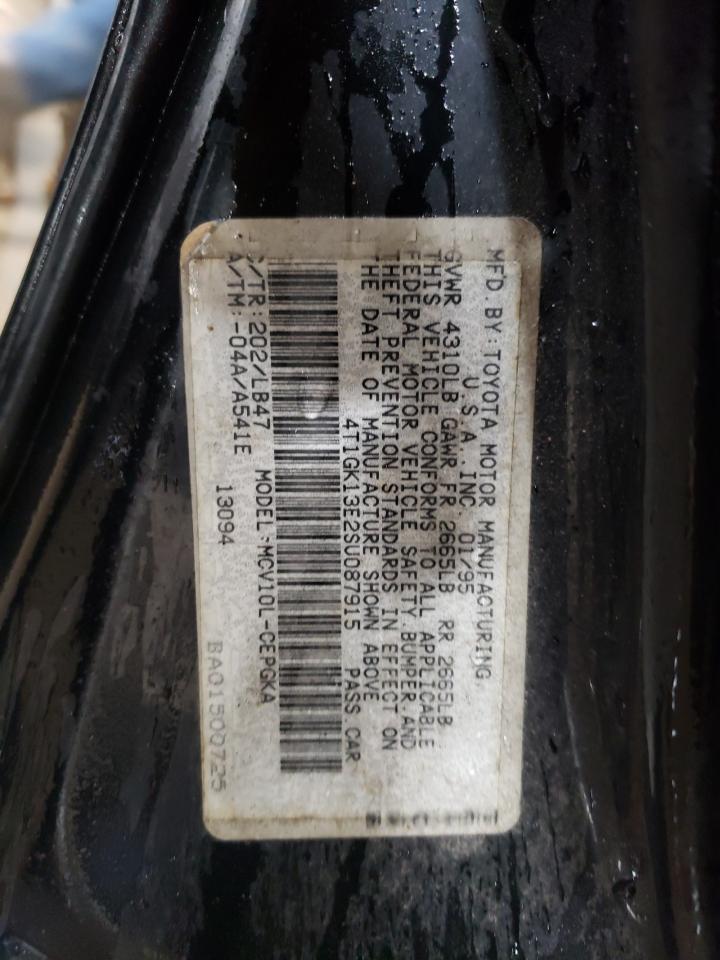 MFD. BY: TOYOTA MOTOR MANUFACTURING
U.S.A. INC. 01/95
GVWR 4310LB GAWR FR 2665LB RR 2665LB
THIS VEHICLE CONFORMS TO ALL APPLICABLE
FEDERAL MOTOR VEHICLE SAFETY, BUMPER, AND
THEFT PREVENTION STANDARDS IN EFFECT ON
THE DATE OF MANUFACTURE SHOWN ABOVE
4T1GK13E2SU087915 PASS. CAR
C/TR: 202/LB47 MODEL: MCV10L-CEPGKA
A/TM: -04A/A541E 13094
BA01500725